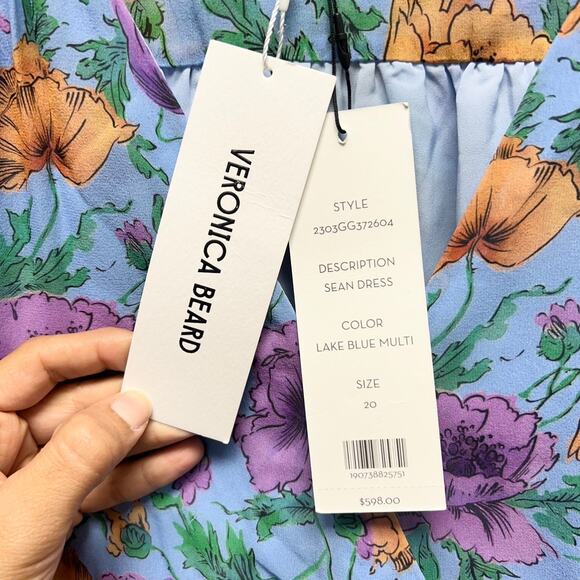 VERONICA BEARD
STYLE
2303GG372604
DESCRIPTION
SEAN DRESS
COLOR
LAKE BLUE MULTI
SIZE
20
190738825751
$598.00